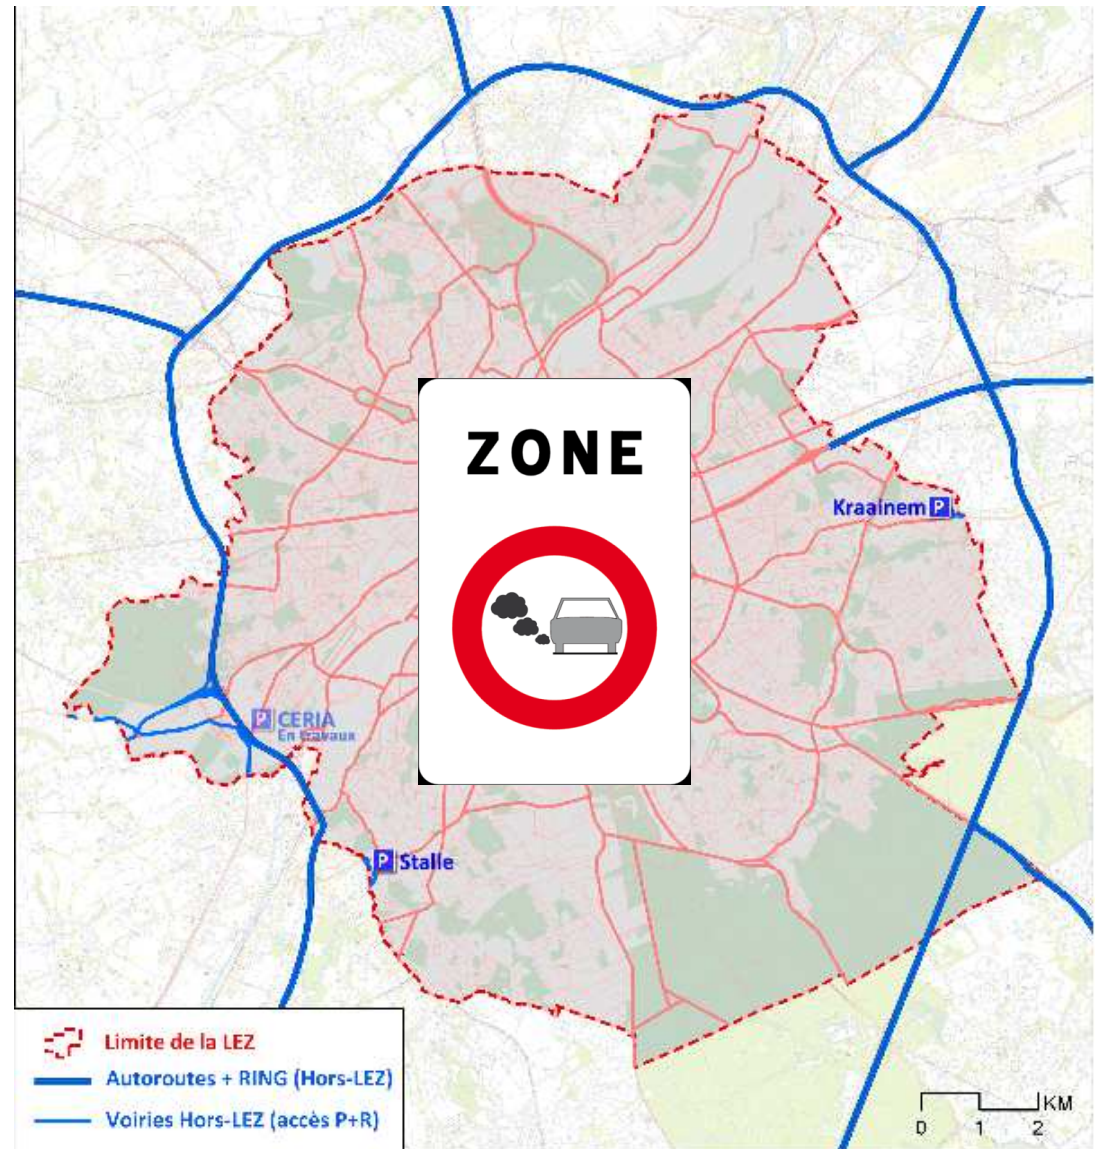 ZONE
Kraainem P
P CERIA
En travaux
P Stalle
Limite de la LEZ
Autoroutes + RING (Hors-LEZ)
Voiries Hors-LEZ (accès P+R)
KM
0 1 2